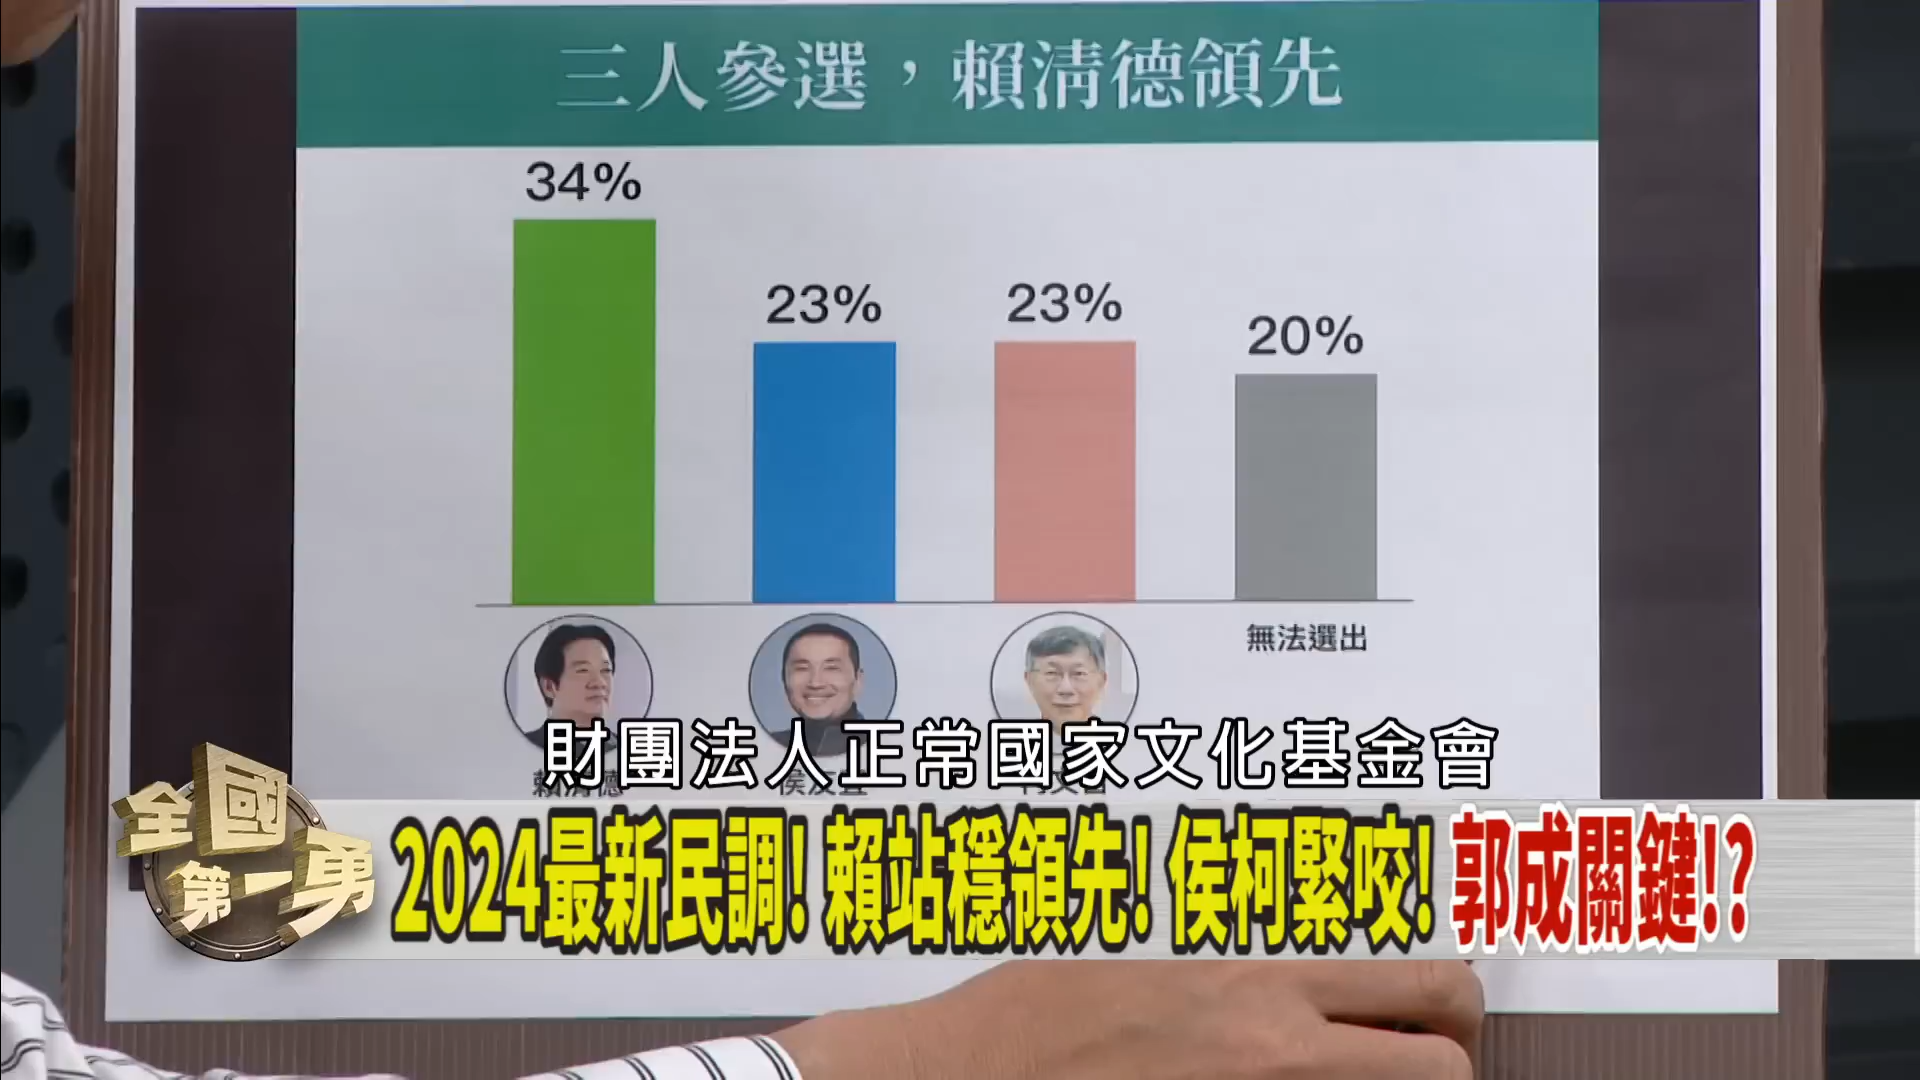 三人參選，賴清德領先
34%
23%
23%
20%
無法選出
財團法人正常國家文化基金會
全國第一勇
2024最新民調!賴站穩領先!侯柯緊咬!郭成關鍵!?